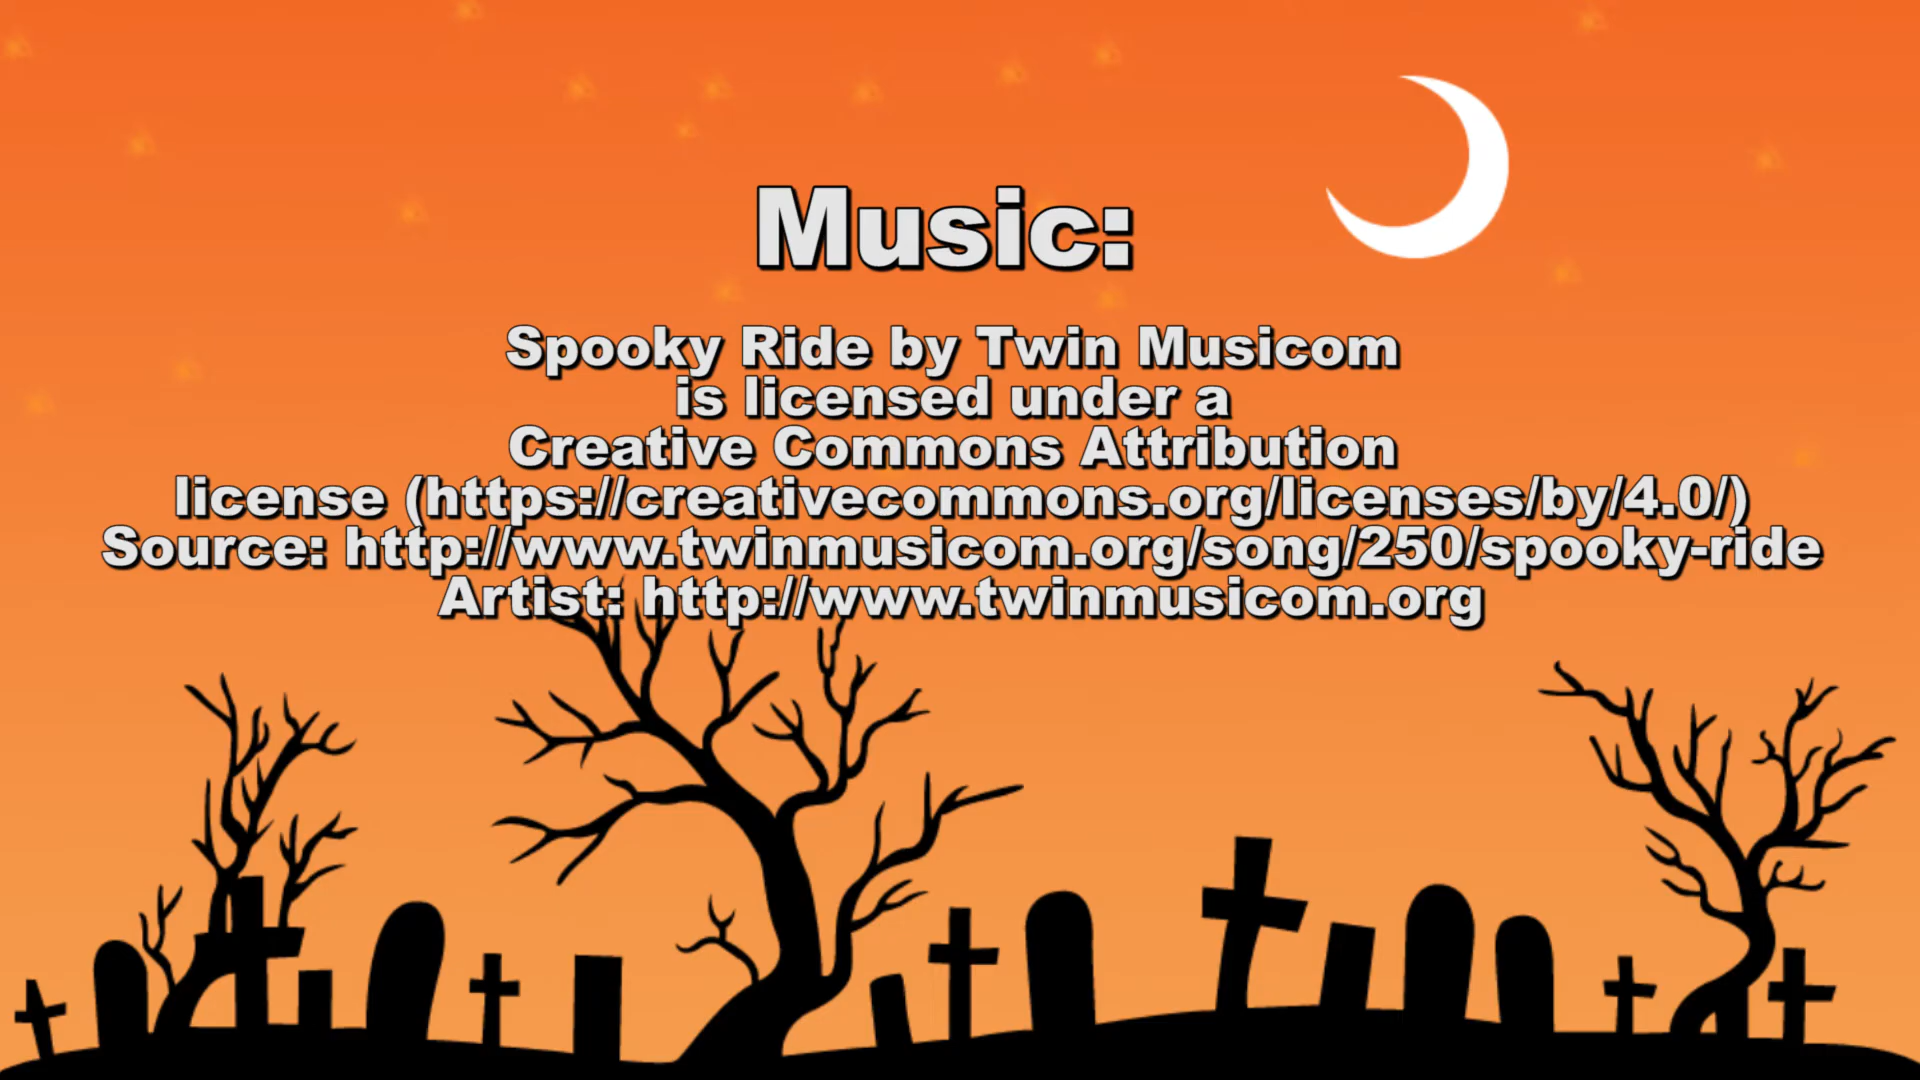 Music:
Spooky Ride by Twin Musicom
is licensed under a
Creative Commons Attribution
license (https://creativecommons.org/licenses/by/4.0/)
Source: http://www.twinmusicom.org/song/250/spooky-ride
Artist: http://www.twinmusicom.org